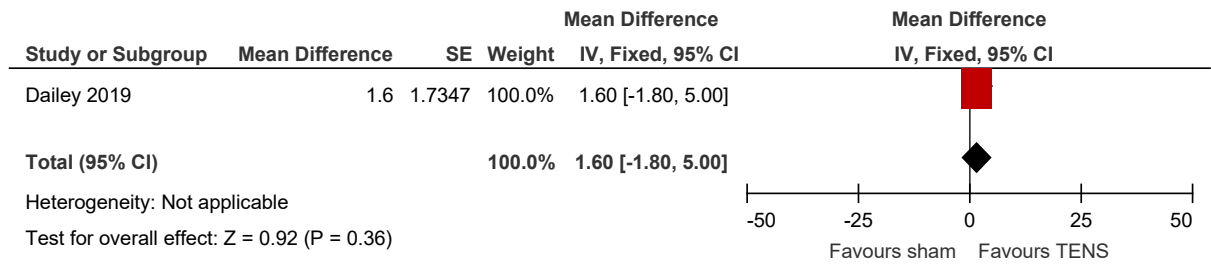 Mean Difference Mean Difference
Study or Subgroup Mean Difference SE Weight IV, Fixed, 95% CI IV, Fixed, 95% CI
Dailey 2019 1.6 1.7347 100.0% 1.60 [-1.80, 5.00]
Total (95% CI) 100.0% 1.60 [-1.80, 5.00]
Heterogeneity: Not applicable
Test for overall effect: Z = 0.92 (P = 0.36)
-50 -25 0 25 50
Favours sham Favours TENS